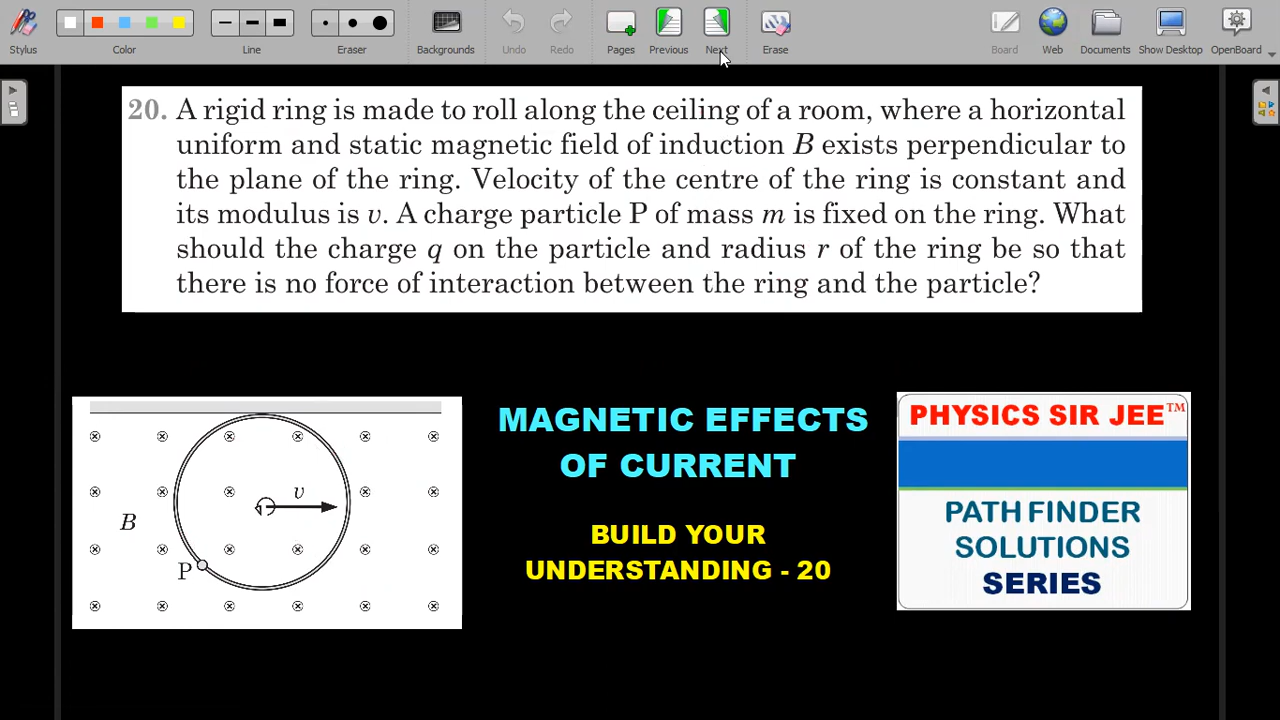 Stylus
Color
Line
Eraser
Backgrounds
Undo
Redo
Pages
Previous
Next
Erase
Board
Web
Documents
Show Desktop
OpenBoard
20. A rigid ring is made to roll along the ceiling of a room, where a horizontal
uniform and static magnetic field of induction B exists perpendicular to
the plane of the ring. Velocity of the centre of the ring is constant and
its modulus is v. A charge particle P of mass m is fixed on the ring. What
should the charge q on the particle and radius r of the ring be so that
there is no force of interaction between the ring and the particle?
v
B
P
MAGNETIC EFFECTS
OF CURRENT
BUILD YOUR
UNDERSTANDING - 20
PHYSICS SIR JEE™
PATH FINDER
SOLUTIONS
SERIES